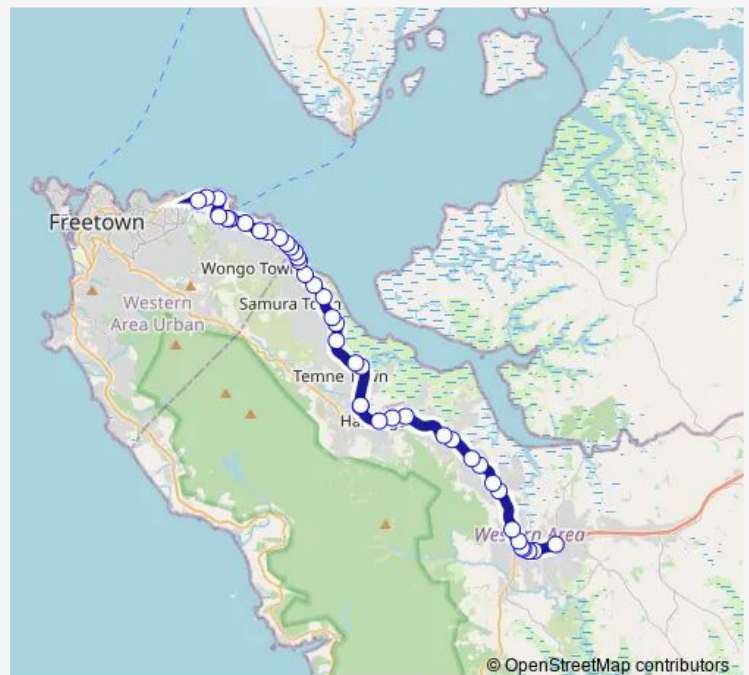 Freetown
Wongo Town
Western
Area Urban
Samura Town
Temne Town
Western Area
© OpenStreetMap contributors